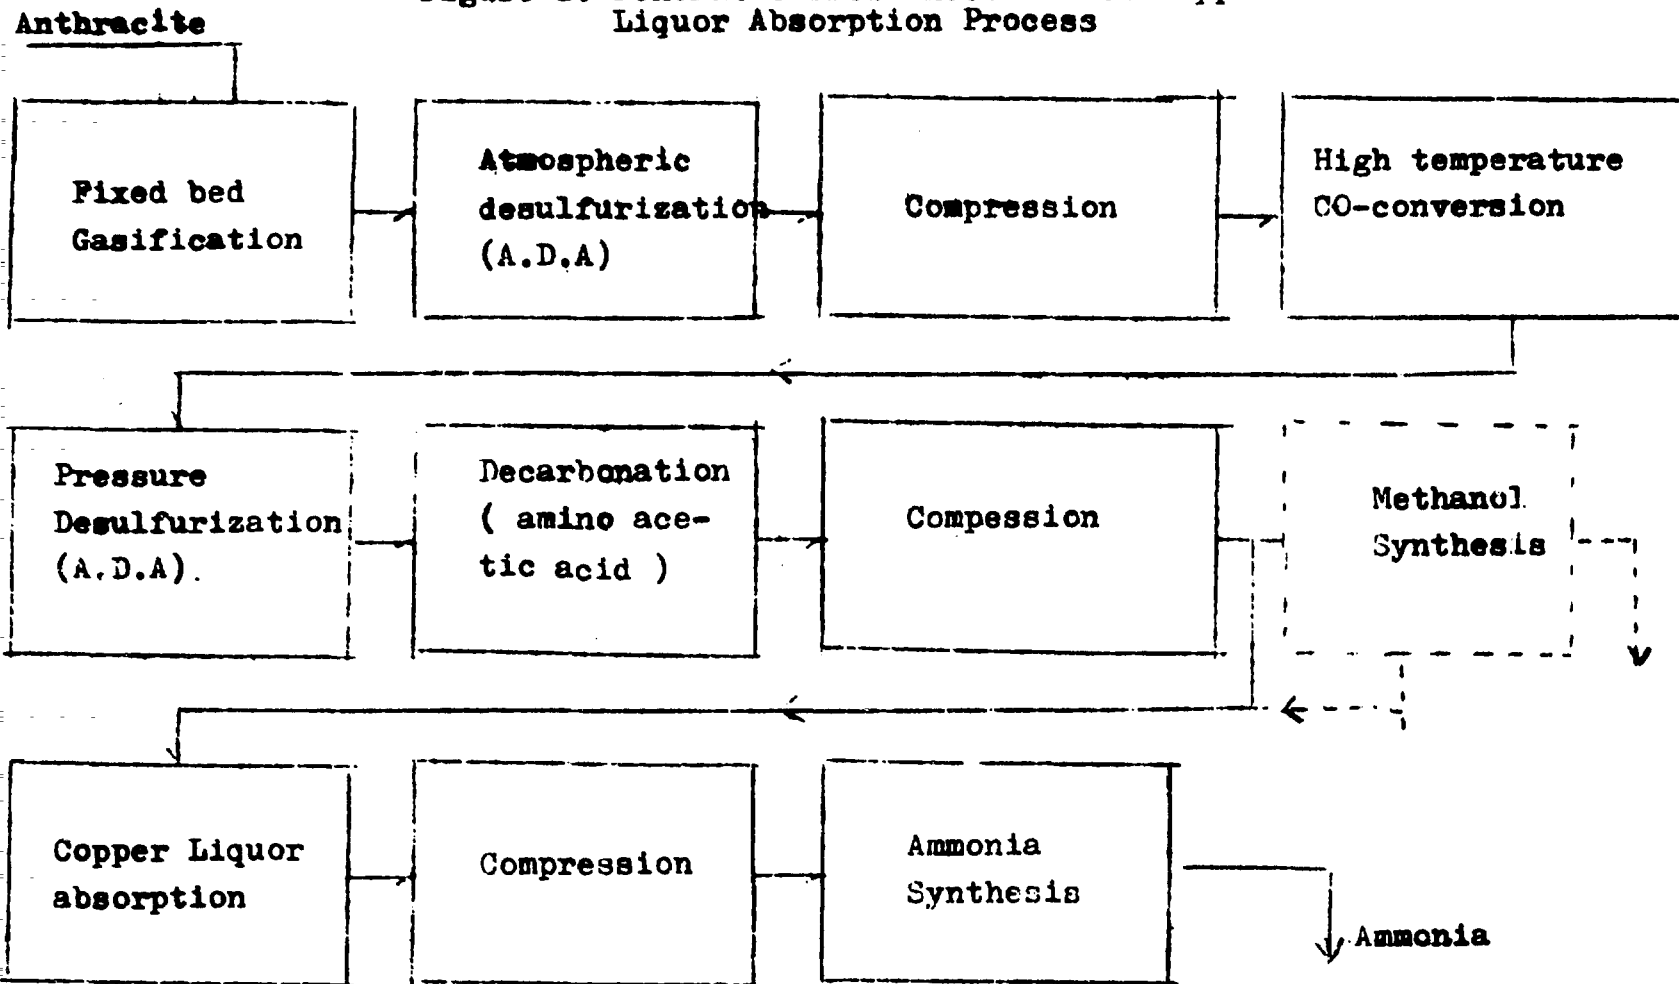 Liquor Absorption Process
Anthracite
Fixed bed
Gasification
Atmospheric
desulfurization
(A.D.A)
Compression
High temperature
CO-conversion
Pressure
Desulfurization
(A.D.A).
Decarbonation
( amino ace-
tic acid )
Compession
Methanol
Synthesis
Copper Liquor
absorption
Compression
Ammonia
Synthesis
Ammonia